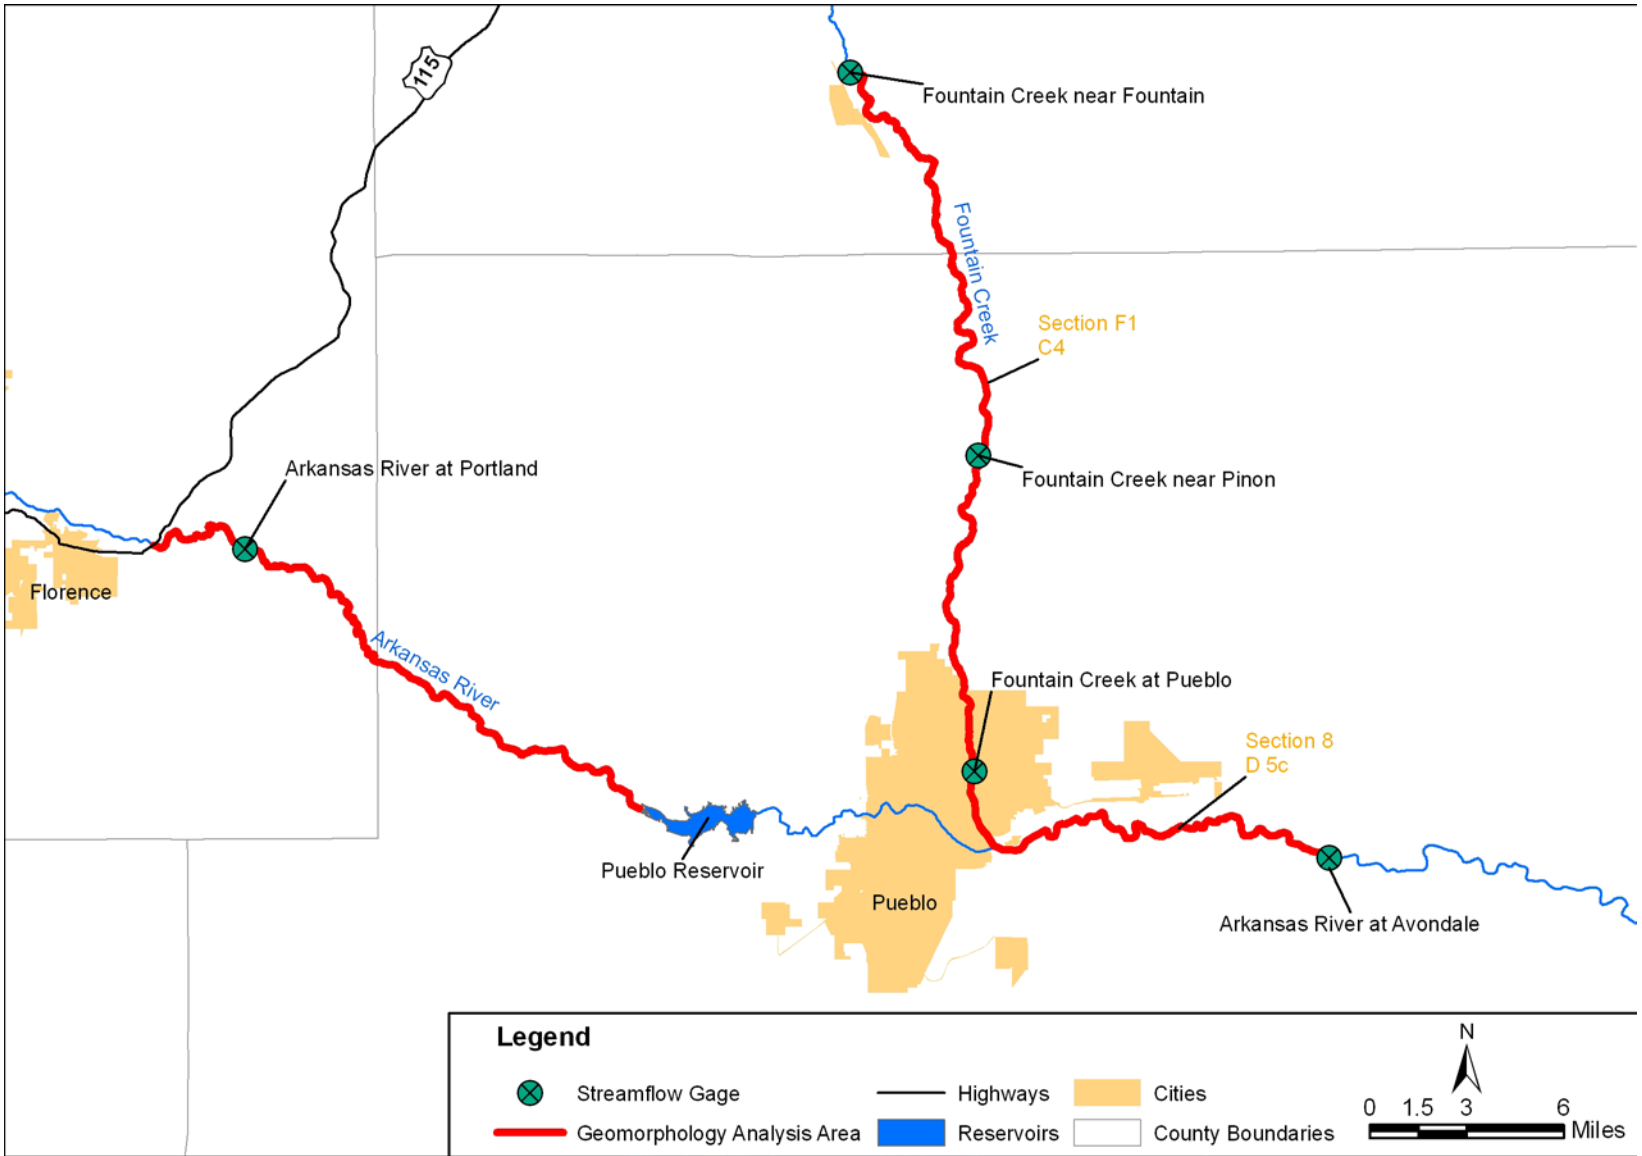 115
Fountain Creek near Fountain
Fountain Creek
Section F1
C4
Arkansas River at Portland
Fountain Creek near Pinon
Florence
Arkansas River
Fountain Creek at Pueblo
Section 8
D 5c
Pueblo Reservoir
Pueblo
Arkansas River at Avondale
Legend
N
Streamflow Gage
Highways
Cities
0 1.5 3 6
Miles
Geomorphology Analysis Area
Reservoirs
County Boundaries